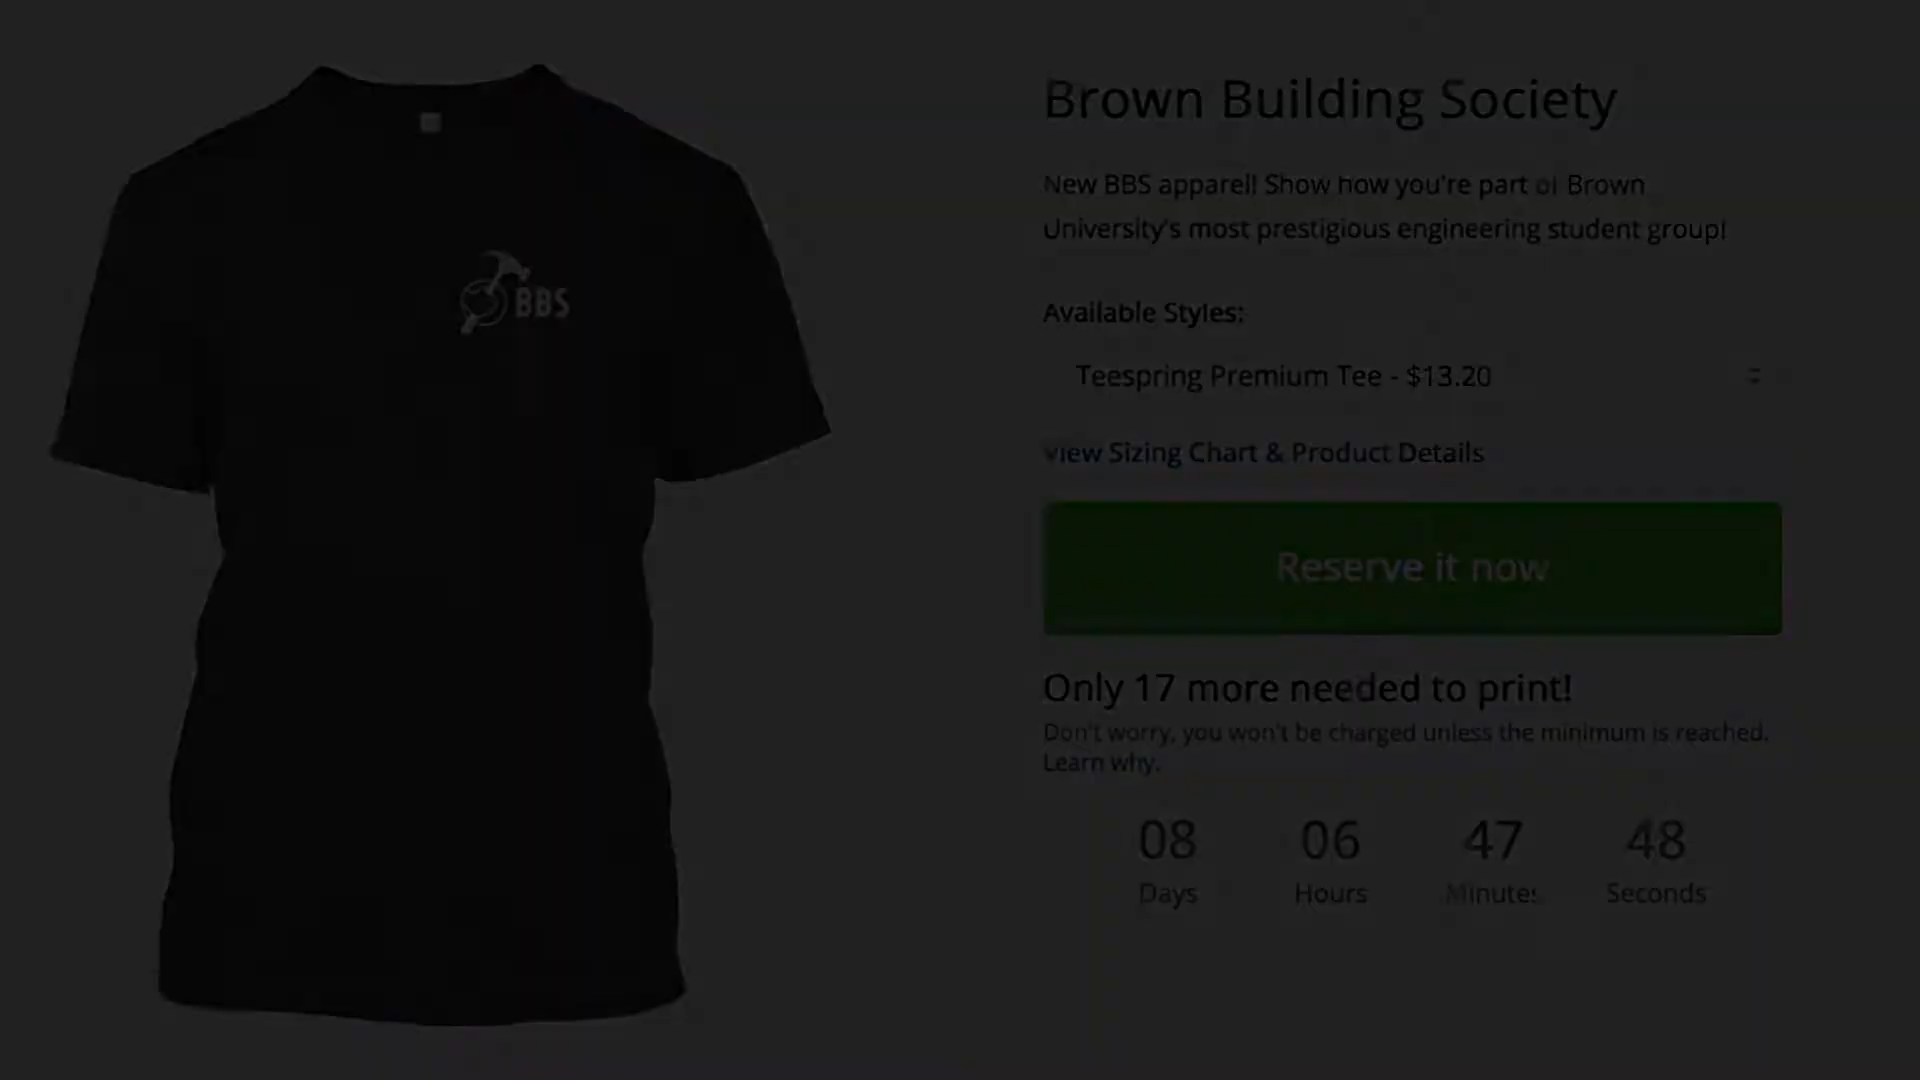 BBS
Brown Building Society
New BBS apparel! Show how you're part of Brown
University's most prestigious engineering student group!
Available Styles:
Teespring Premium Tee - $13.20
View Sizing Chart & Product Details
Reserve it now
Only 17 more needed to print!
Don't worry, you won't be charged unless the minimum is reached.
Learn why.
08 06 47 48
Days Hours Minutes Seconds